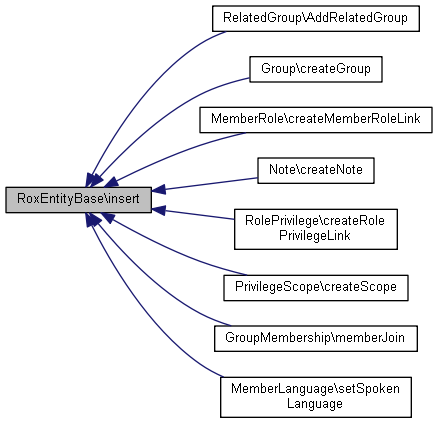 RelatedGroup\AddRelatedGroup
Group\createGroup
MemberRole\createMemberRoleLink
Note\createNote
RoxEntityBase\insert
RolePrivilege\createRole
PrivilegeLink
PrivilegeScope\createScope
GroupMembership\memberJoin
MemberLanguage\setSpoken
Language